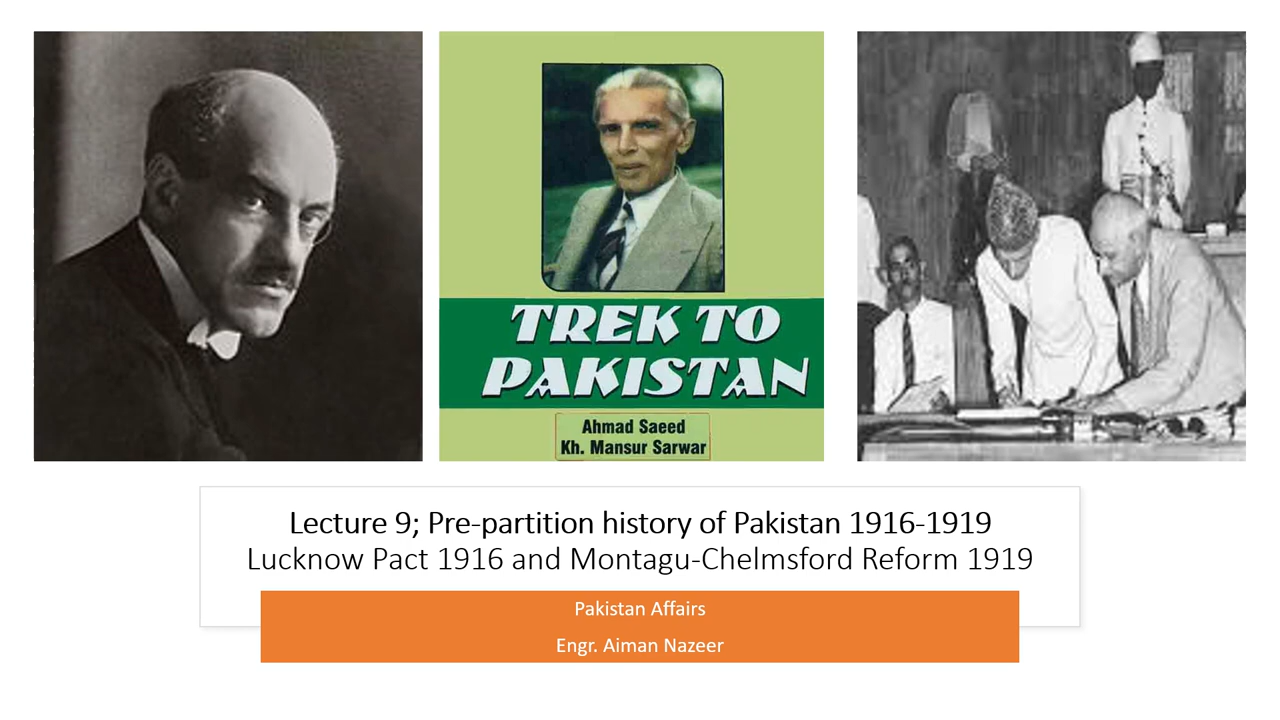 TREK TO
PAKISTAN
Ahmad Saeed
Kh. Mansur Sarwar
Lecture 9; Pre-partition history of Pakistan 1916-1919
Lucknow Pact 1916 and Montagu-Chelmsford Reform 1919
Pakistan Affairs
Engr. Aiman Nazeer